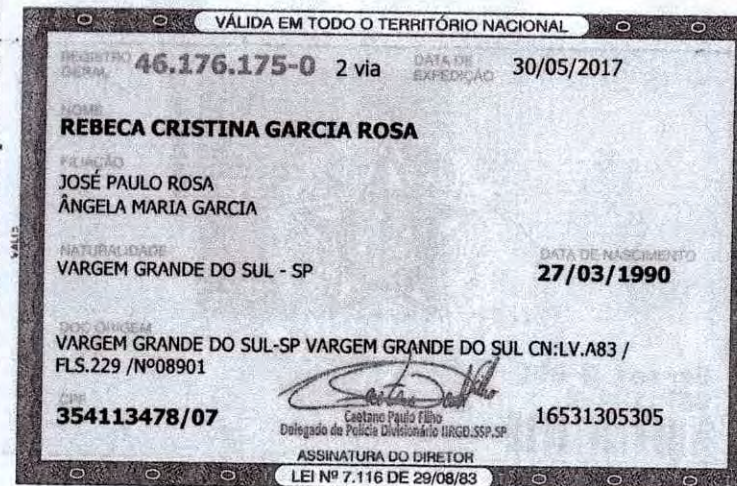 VÁLIDA EM TODO O TERRITÓRIO NACIONAL
REGISTRO GERAL 46.176.175-0 2 via DATA DE EXPEDIÇÃO 30/05/2017
NOME
REBECA CRISTINA GARCIA ROSA
FILIAÇÃO
JOSÉ PAULO ROSA
ÂNGELA MARIA GARCIA
NATURALIDADE DATA DE NASCIMENTO
VARGEM GRANDE DO SUL - SP 27/03/1990
DOC ORIGEM
VARGEM GRANDE DO SUL-SP VARGEM GRANDE DO SUL CN:LV.A83 /
FLS.229 /Nº08901
CPF
354113478/07 16531305305
Caetano Paulo Filho
Delegado de Polícia Divisionário IIRGD.SSP.SP
ASSINATURA DO DIRETOR
LEI Nº 7.116 DE 29/08/83